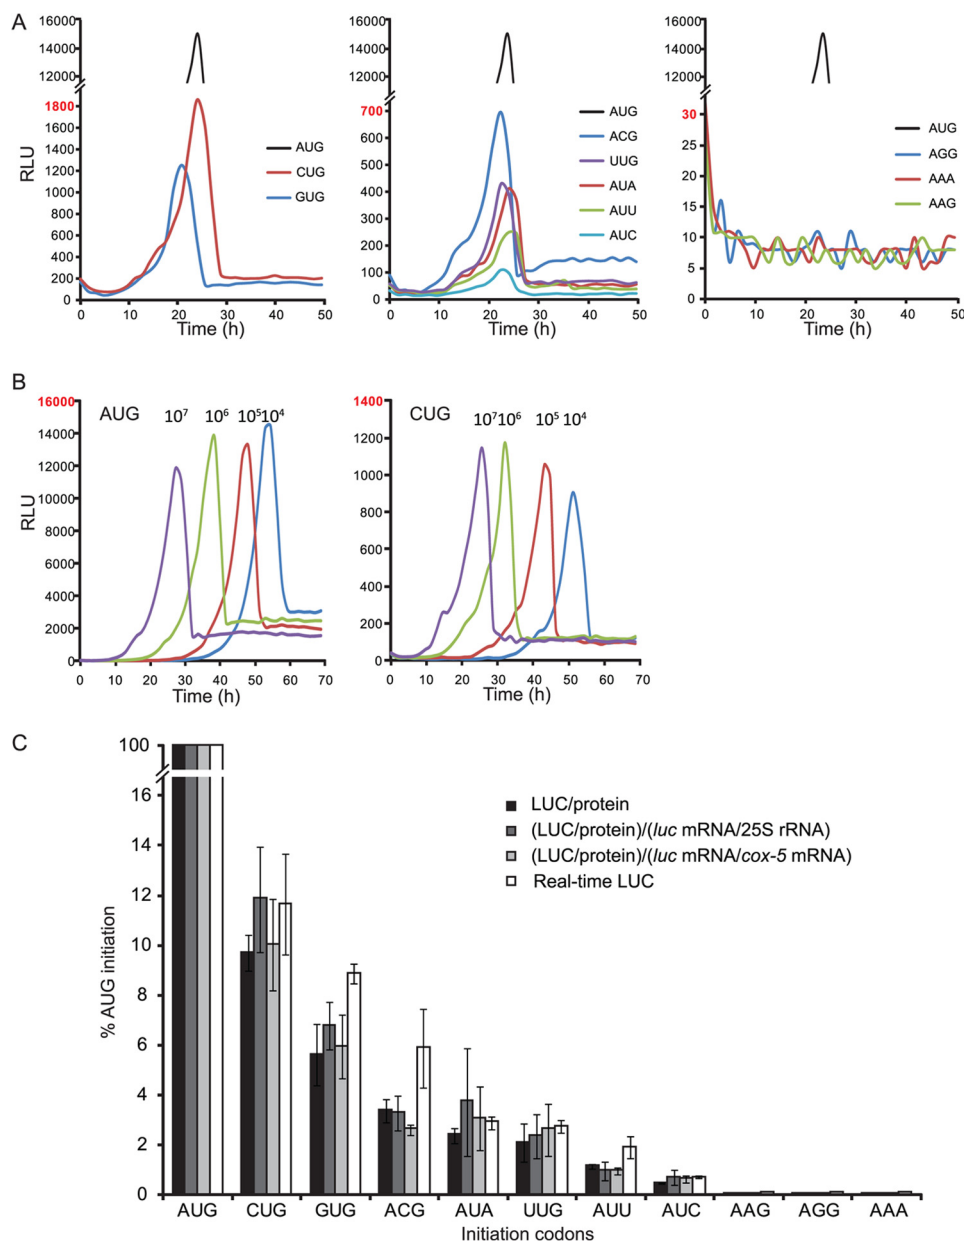 A
RLU
16000
14000
12000
1800
1600
1400
1200
1000
800
600
400
200
0
0 10 20 30 40 50
Time (h)
AUG
CUG
GUG
16000
14000
12000
700
600
500
400
300
200
100
0
0 10 20 30 40 50
Time (h)
AUG
ACG
UUG
AUA
AUU
AUC
16000
14000
12000
30
25
20
15
10
5
0
0 10 20 30 40 50
Time (h)
AUG
AGG
AAA
AAG
B
RLU
16000
14000
12000
10000
8000
6000
4000
2000
0
AUG 10⁷ 10⁶ 10⁵ 10⁴
0 10 20 30 40 50 60 70
Time (h)
1400
1200
1000
800
600
400
200
0
CUG 10⁷ 10⁶ 10⁵ 10⁴
0 10 20 30 40 50 60 70
Time (h)
C
% AUG initiation
100
16
14
12
10
8
6
4
2
0
LUC/protein
(LUC/protein)/(luc mRNA/25S rRNA)
(LUC/protein)/(luc mRNA/cox-5 mRNA)
Real-time LUC
AUG CUG GUG ACG AUA UUG AUU AUC AAG AGG AAA
Initiation codons